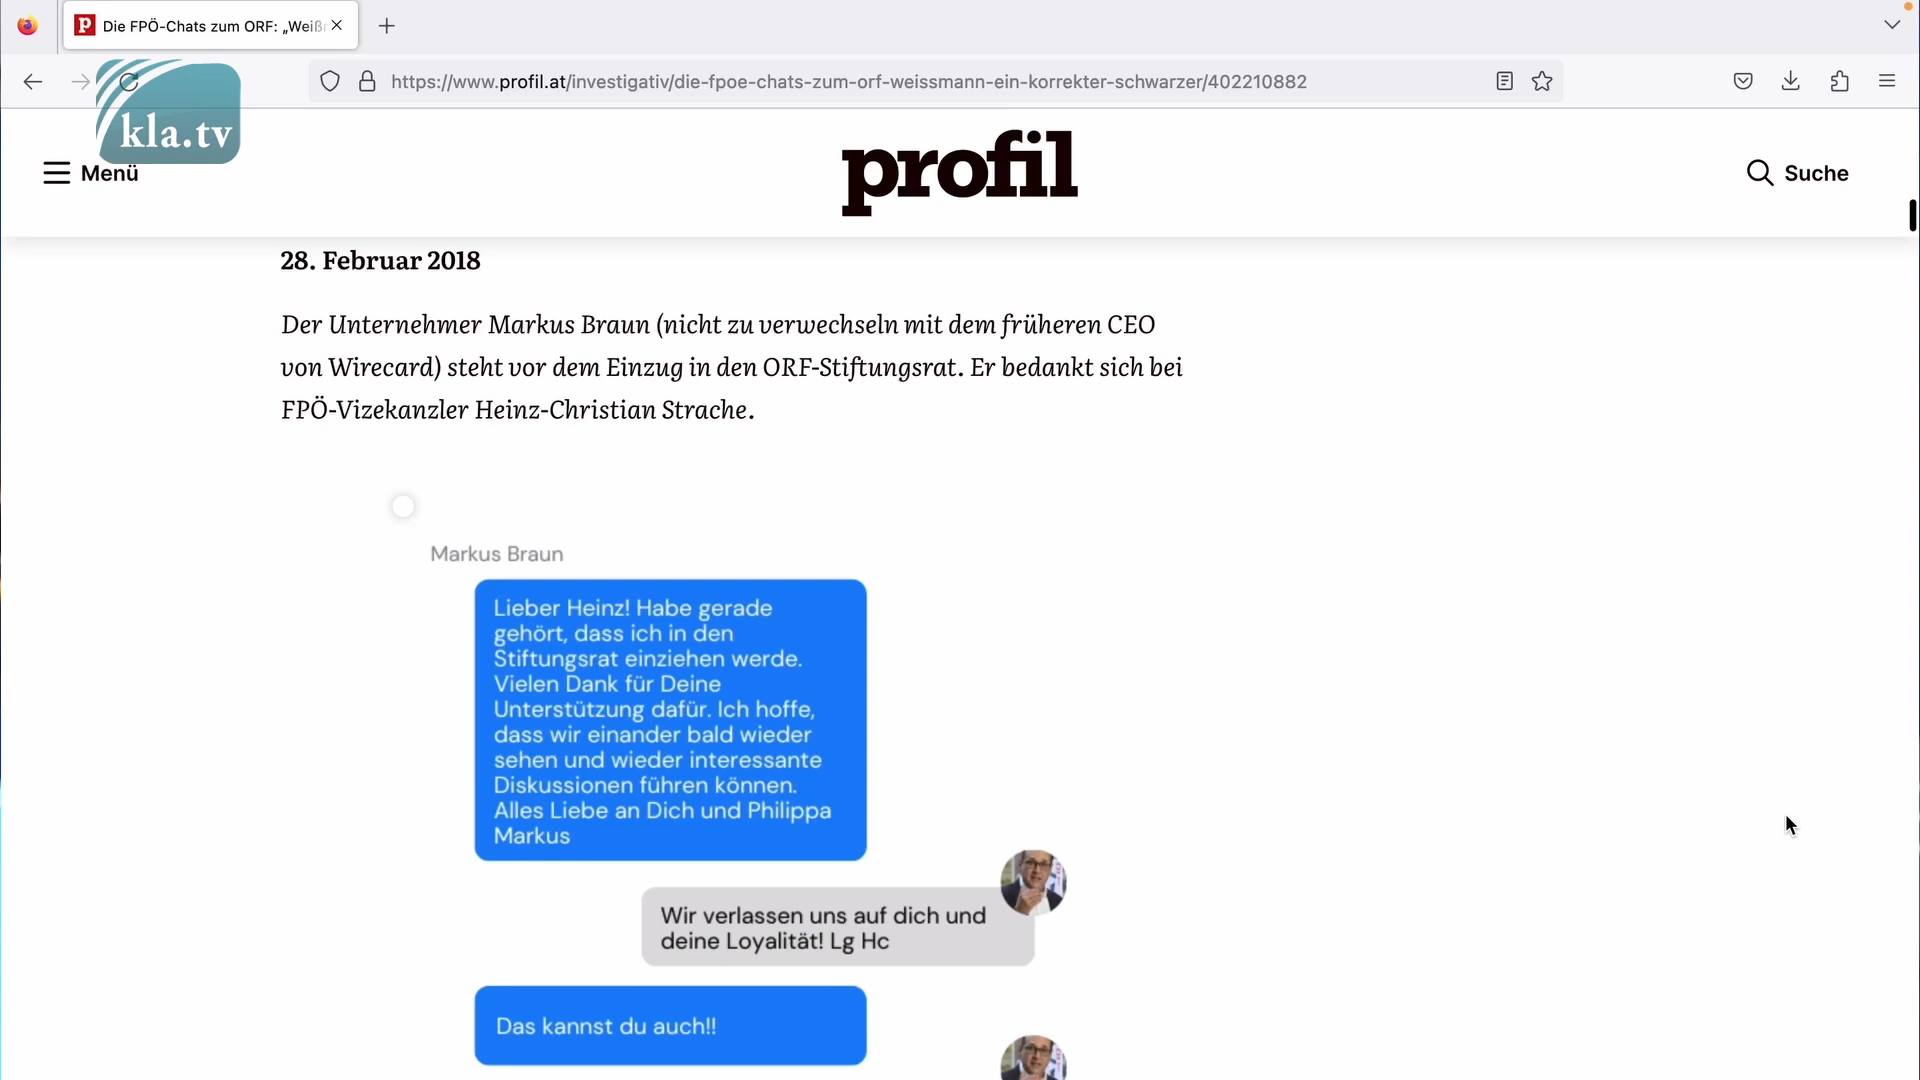 Die FPÖ-Chats zum ORF: „Weiß
https://www.profil.at/investigativ/die-fpoe-chats-zum-orf-weissmann-ein-korrekter-schwarzer/402210882
kla.tv
Menü
profil
Suche
28. Februar 2018
Der Unternehmer Markus Braun (nicht zu verwechseln mit dem früheren CEO
von Wirecard) steht vor dem Einzug in den ORF-Stiftungsrat. Er bedankt sich bei
FPÖ-Vizekanzler Heinz-Christian Strache.
Markus Braun
Lieber Heinz! Habe gerade
gehört, dass ich in den
Stiftungsrat einziehen werde.
Vielen Dank für Deine
Unterstützung dafür. Ich hoffe,
dass wir einander bald wieder
sehen und wieder interessante
Diskussionen führen können.
Alles Liebe an Dich und Philippa
Markus
Wir verlassen uns auf dich und
deine Loyalität! Lg Hc
Das kannst du auch!!